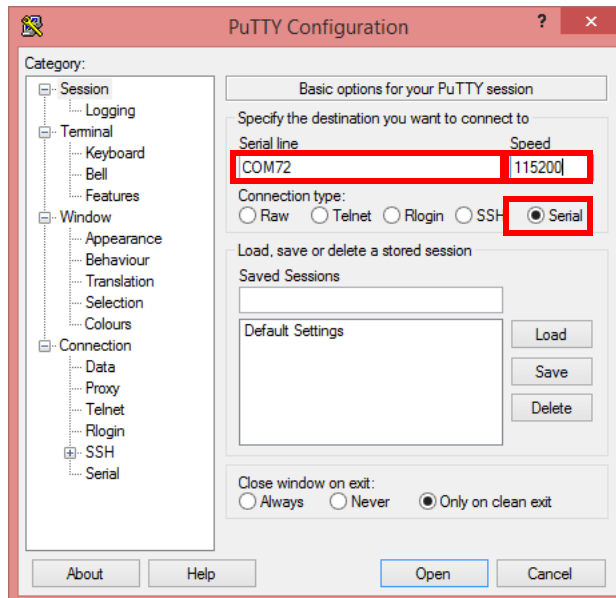 PuTTY Configuration ? ×
Category:
Session
Logging
Terminal
Keyboard
Bell
Features
Window
Appearance
Behaviour
Translation
Selection
Colours
Connection
Data
Proxy
Telnet
Rlogin
SSH
Serial
Basic options for your PuTTY session
Specify the destination you want to connect to
Serial line Speed
COM72 115200
Connection type:
Raw Telnet Rlogin SSH Serial
Load, save or delete a stored session
Saved Sessions
Default Settings
Load
Save
Delete
Close window on exit:
Always Never Only on clean exit
About Help Open Cancel